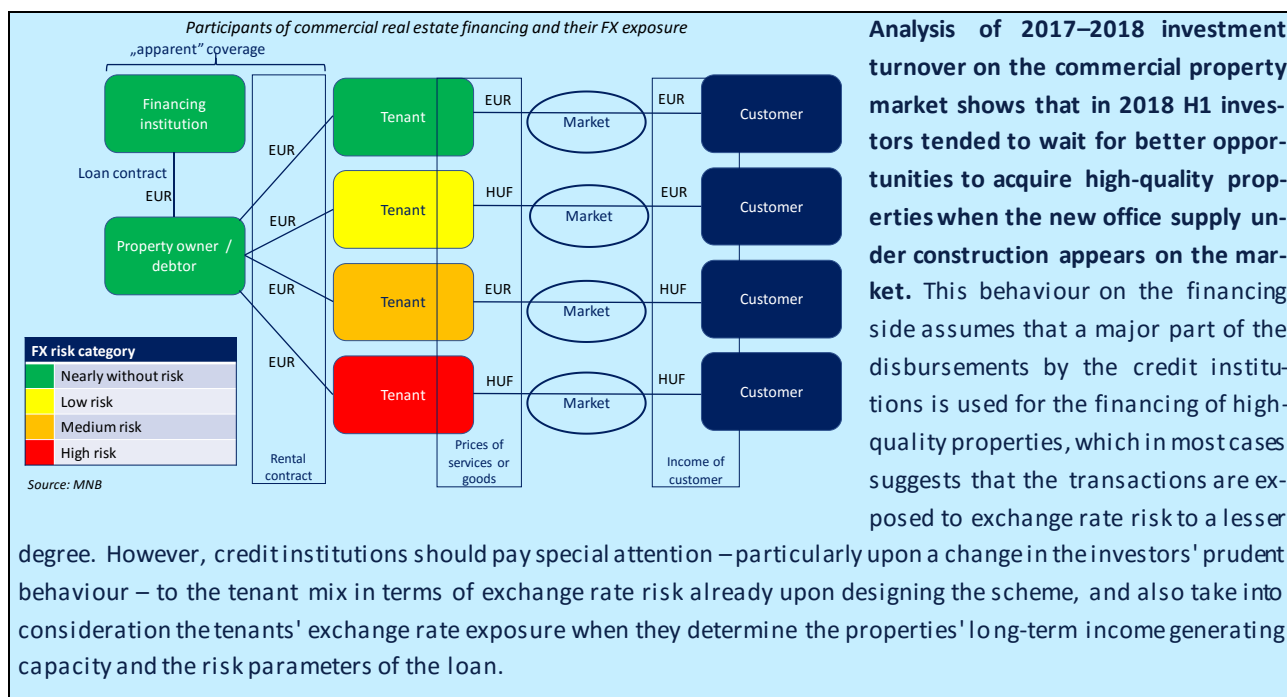 Participants of commercial real estate financing and their FX exposure
„apparent” coverage
Financing
institution
Loan contract
EUR
Property owner /
debtor
EUR
EUR
EUR
EUR
Rental
contract
Tenant
Tenant
Tenant
Tenant
EUR
HUF
EUR
HUF
Prices of
services or
goods
Market
Market
Market
Market
EUR
EUR
HUF
HUF
Income of
customer
Customer
Customer
Customer
Customer
FX risk category
Nearly without risk
Low risk
Medium risk
High risk
Source: MNB
Analysis of 2017–2018 investment
turnover on the commercial property
market shows that in 2018 H1 inves-
tors tended to wait for better oppor-
tunities to acquire high-quality prop-
erties when the new office supply un-
der construction appears on the mar-
ket. This behaviour on the financing
side assumes that a major part of the
disbursements by the credit institu-
tions is used for the financing of high-
quality properties, which in most cases
suggests that the transactions are ex-
posed to exchange rate risk to a lesser
degree. However, credit institutions should pay special attention – particularly upon a change in the investors' prudent
behaviour – to the tenant mix in terms of exchange rate risk already upon designing the scheme, and also take into
consideration the tenants' exchange rate exposure when they determine the properties' long-term income generating
capacity and the risk parameters of the loan.